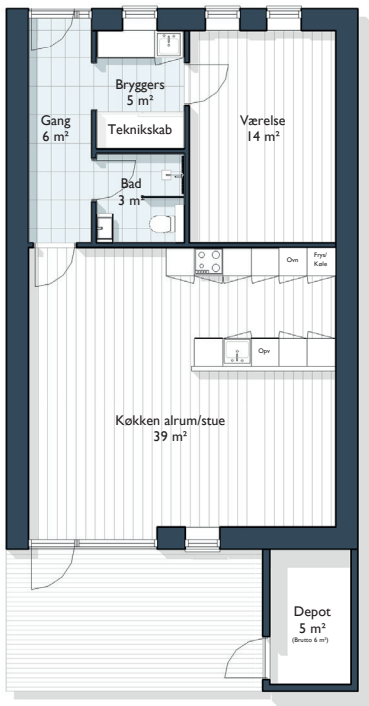 Bryggers
5 m²
Teknikskab
Gang
6 m²
Værelse
14 m²
Bad
3 m²
Ovn
Frys/
Køle
Opv
Køkken alrum/stue
39 m²
Depot
5 m²
(Brutto 6 m²)